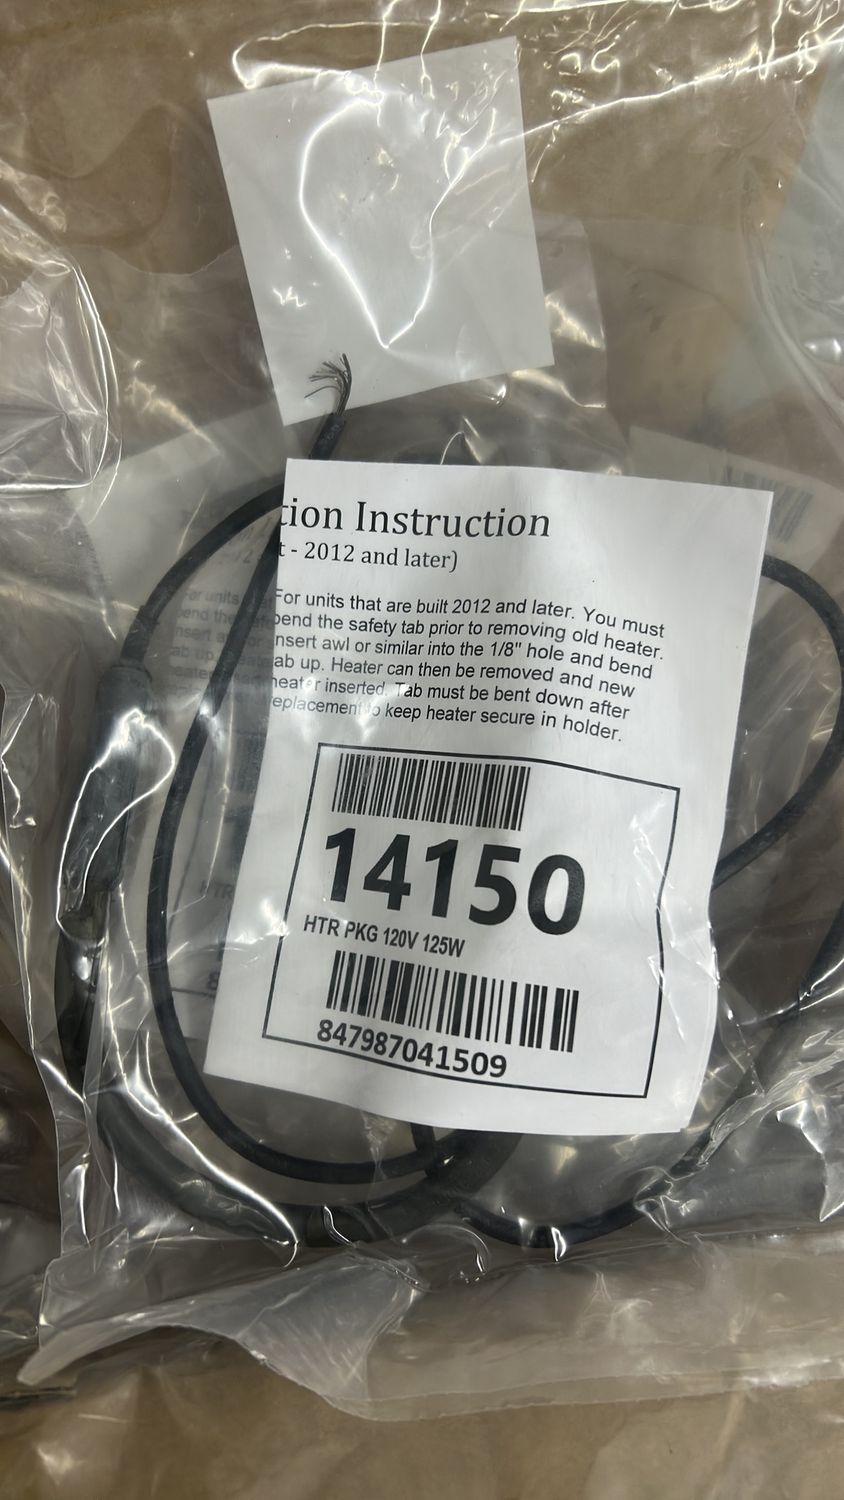 tion Instruction
t - 2012 and later)
For units that are built 2012 and later. You must
bend the safety tab prior to removing old heater.
nsert awl or similar into the 1/8" hole and bend
ab up. Heater can then be removed and new
heater inserted. Tab must be bent down after
eplacement to keep heater secure in holder.
14150
HTR PKG 120V 125W
847987041509